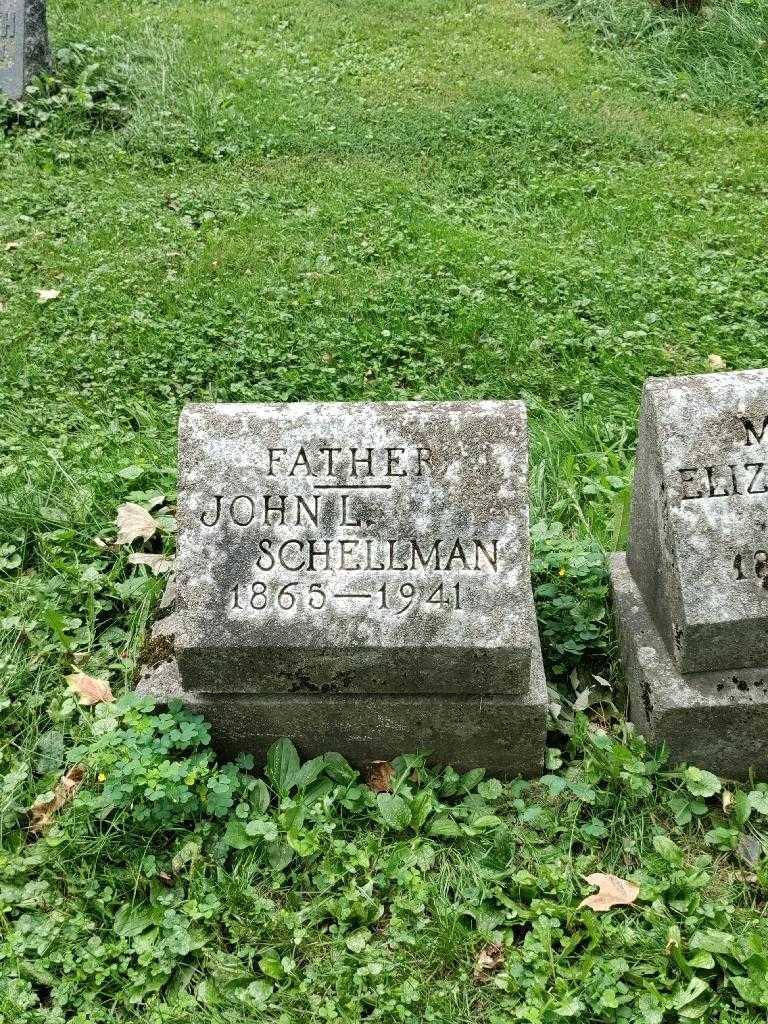 FATHER
JOHN L.
SCHELLMAN
1865—1941